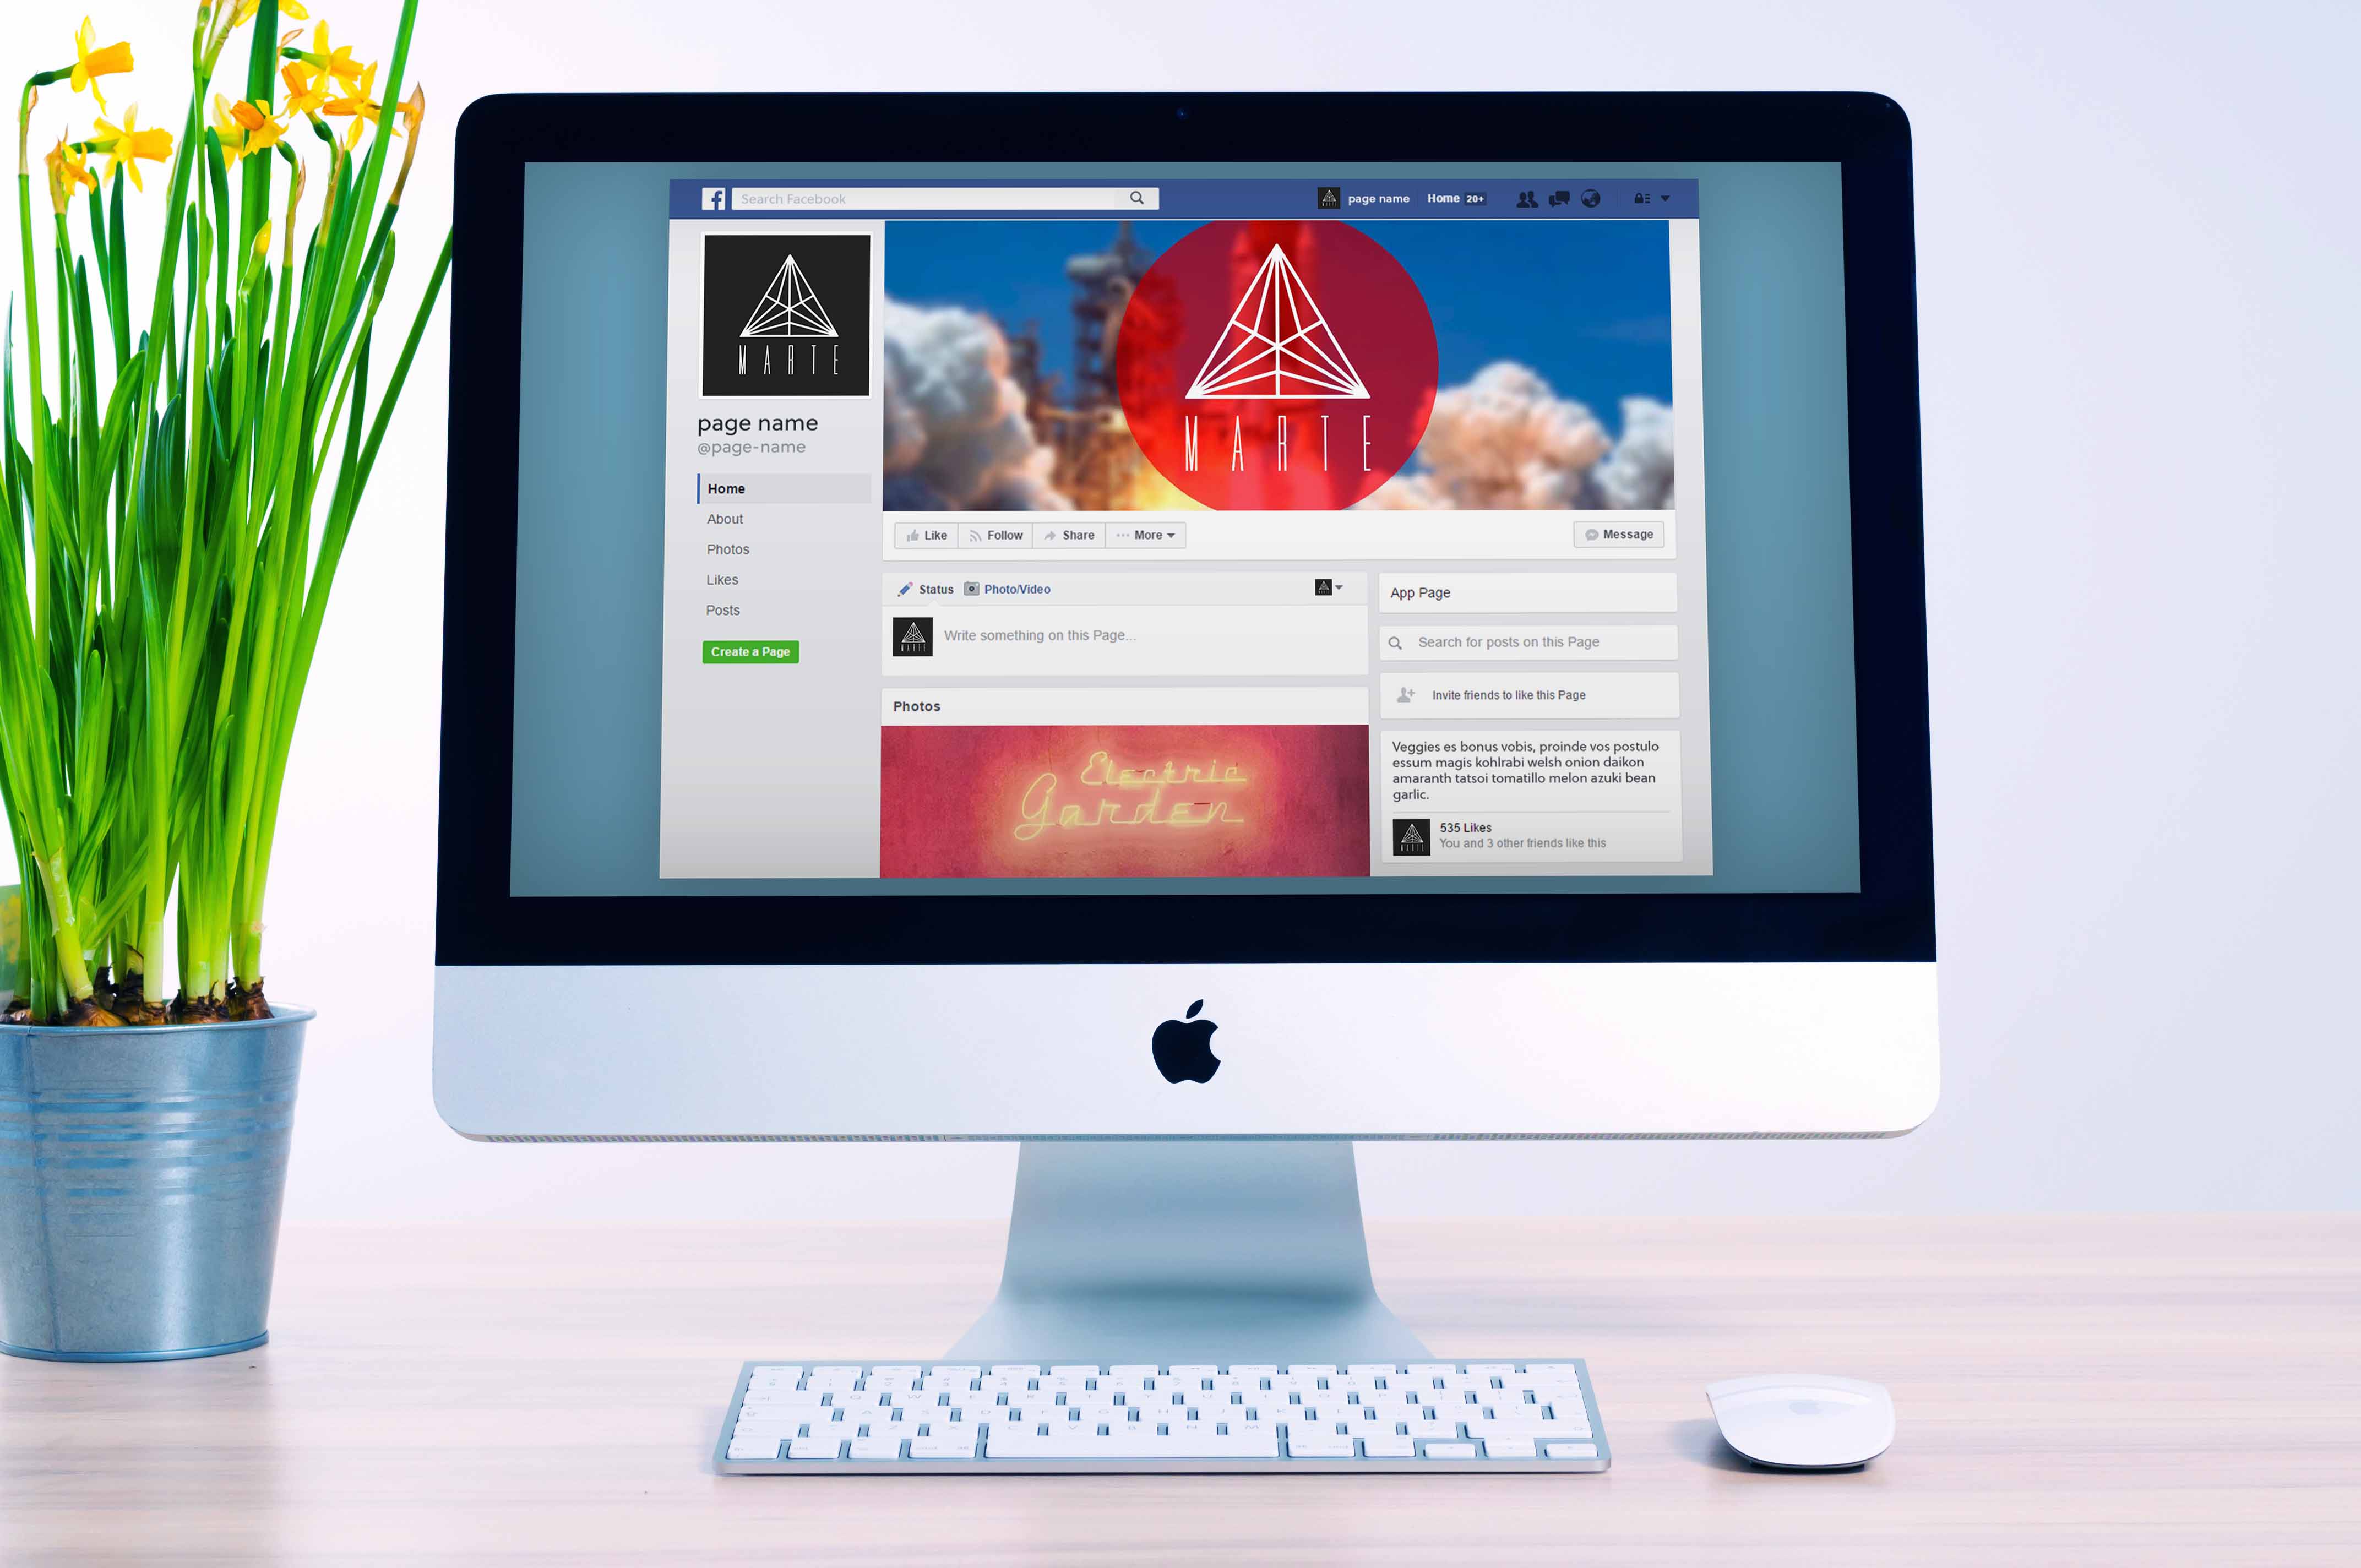 Search Facebook
page name
Home 20+
MARTE
page name
@page-name
Home
About
Photos
Likes
Posts
Create a Page
MARTE
Like
Follow
Share
More
Message
Status
Photo/Video
Write something on this Page...
Photos
Electric
Garden
App Page
Search for posts on this Page
Invite friends to like this Page
Veggies es bonus vobis, proinde vos postulo
essum magis kohlrabi welsh onion daikon
amaranth tatsoi tomatillo melon azuki bean
garlic.
535 Likes
You and 3 other friends like this